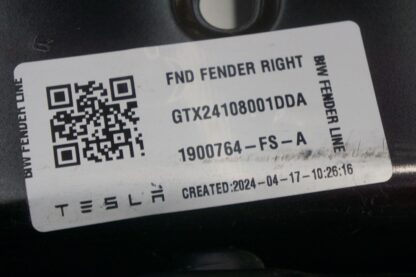 FND FENDER RIGHT
GTX24108001DDA
1900764-FS-A
CREATED:2024-04-17-10:26:16
TESLA
BIW FENDER LINE
BIW FENDER LINE